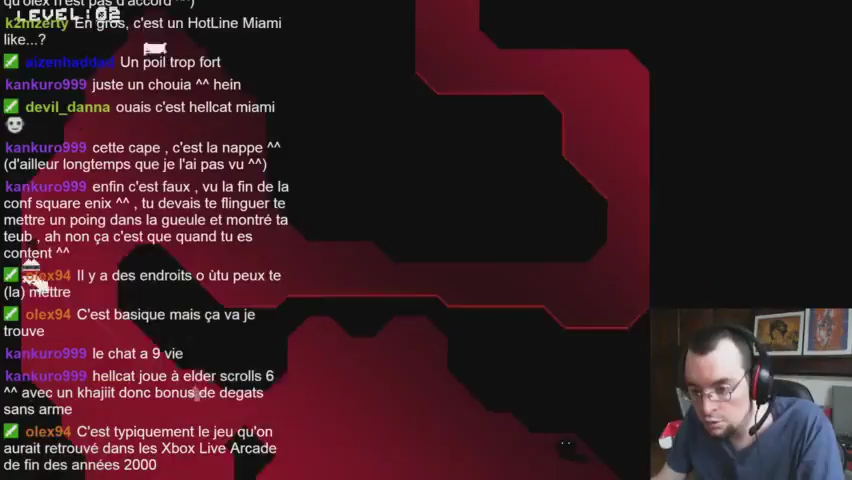 qu'olex n'est pas d'accord ^^)
LEVEL:02
k2mzerty En gros, c'est un HotLine Miami
like...?
aizenhaddad Un poil trop fort
kankuro999 juste un chouia ^^ hein
devil_danna ouais c'est hellcat miami
kankuro999 cette cape , c'est la nappe ^^
(d'ailleur longtemps que je l'ai pas vu ^^)
kankuro999 enfin c'est faux , vu la fin de la
conf square enix ^^ , tu devais te flinguer te
mettre un poing dans la gueule et montré ta
teub , ah non ça c'est que quand tu es
content ^^
olex94 Il y a des endroits o ùtu peux te
(la) mettre
olex94 C'est basique mais ça va je
trouve
kankuro999 le chat a 9 vie
kankuro999 hellcat joue à elder scrolls 6
^^ avec un khajiit donc bonus de degats
sans arme
olex94 C'est typiquement le jeu qu'on
aurait retrouvé dans les Xbox Live Arcade
de fin des années 2000